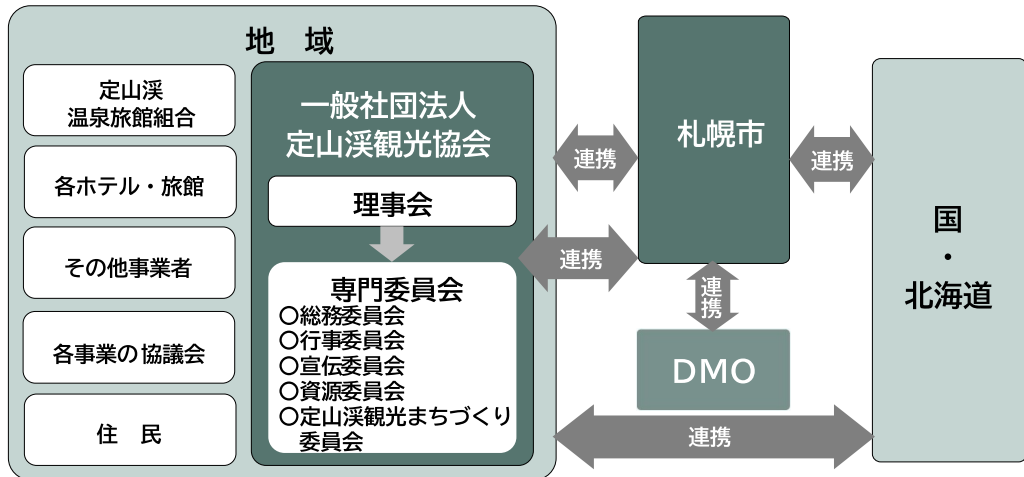 地　域
定山渓
温泉旅館組合
各ホテル・旅館
その他事業者
各事業の協議会
住　民
一般社団法人
定山渓観光協会
理事会
専門委員会
〇総務委員会
〇行事委員会
〇宣伝委員会
〇資源委員会
〇定山渓観光まちづくり
委員会
連携
連携
札幌市
連携
連携
DMO
連携
国
・
北海道